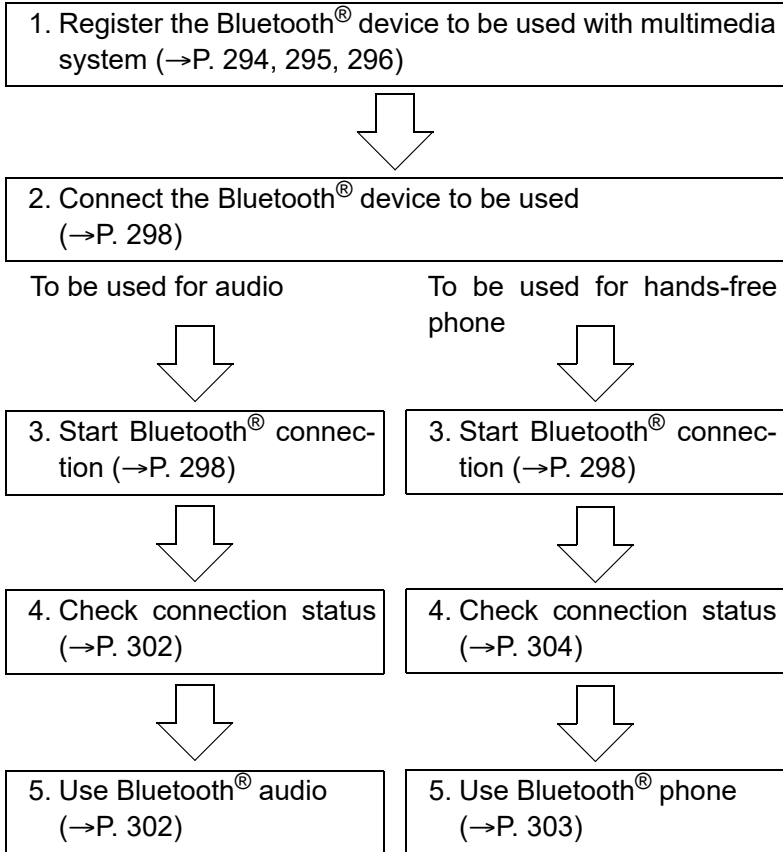 1. Register the Bluetooth® device to be used with multimedia
system (→P. 294, 295, 296)
2. Connect the Bluetooth® device to be used
(→P. 298)
To be used for audio
To be used for hands-free
phone
3. Start Bluetooth® connec-
tion (→P. 298)
3. Start Bluetooth® connec-
tion (→P. 298)
4. Check connection status
(→P. 302)
4. Check connection status
(→P. 304)
5. Use Bluetooth® audio
(→P. 302)
5. Use Bluetooth® phone
(→P. 303)